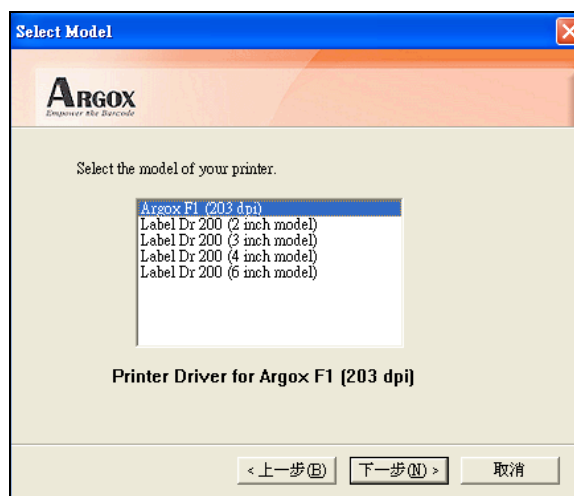 Select Model
ARGOX
Empower the Barcode
Select the model of your printer.
Argox F1 (203 dpi)
Label Dr 200 (2 inch model)
Label Dr 200 (3 inch model)
Label Dr 200 (4 inch model)
Label Dr 200 (6 inch model)
Printer Driver for Argox F1 (203 dpi)
<上一步(B) 下一步(N)> 取消